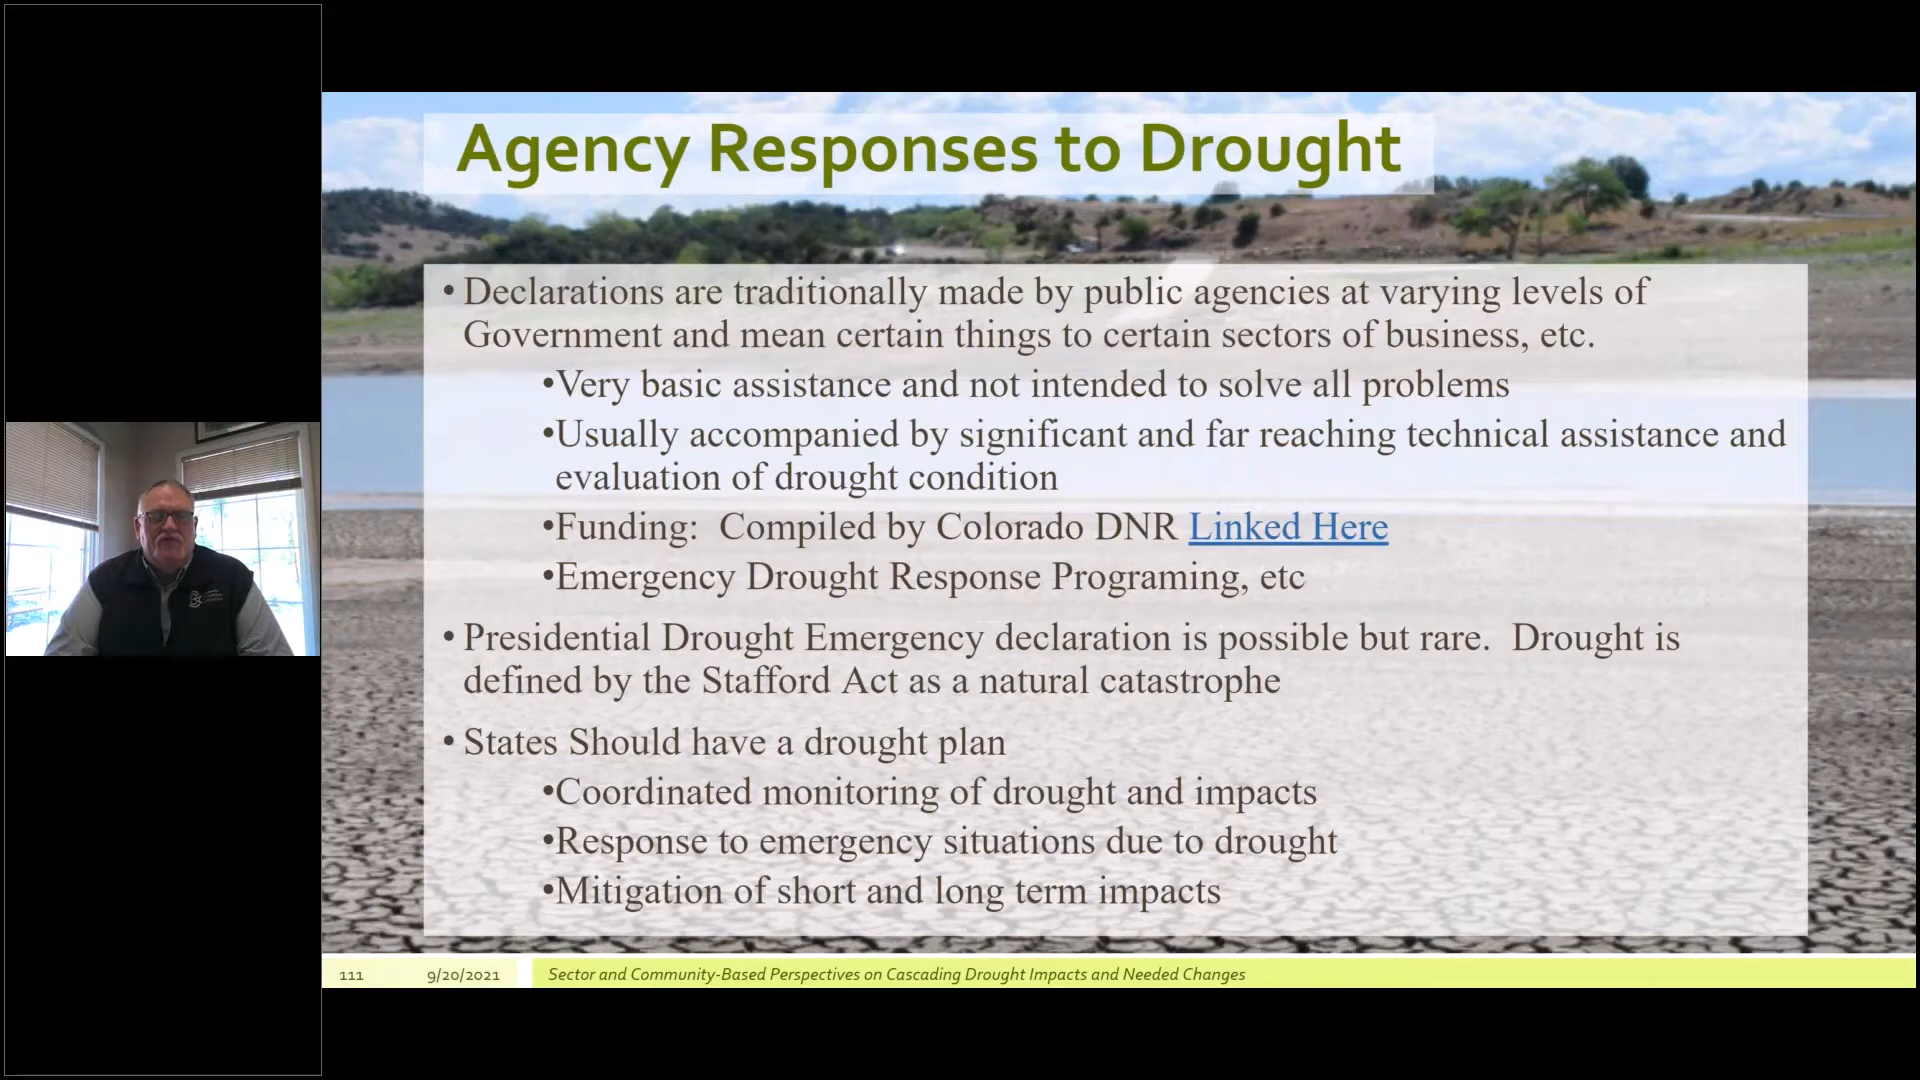 Agency Responses to Drought
• Declarations are traditionally made by public agencies at varying levels of
Government and mean certain things to certain sectors of business, etc.
•Very basic assistance and not intended to solve all problems
•Usually accompanied by significant and far reaching technical assistance and
evaluation of drought condition
•Funding:  Compiled by Colorado DNR Linked Here
•Emergency Drought Response Programing, etc
• Presidential Drought Emergency declaration is possible but rare.  Drought is
defined by the Stafford Act as a natural catastrophe
• States Should have a drought plan
•Coordinated monitoring of drought and impacts
•Response to emergency situations due to drought
•Mitigation of short and long term impacts
111 9/20/2021 Sector and Community-Based Perspectives on Cascading Drought Impacts and Needed Changes